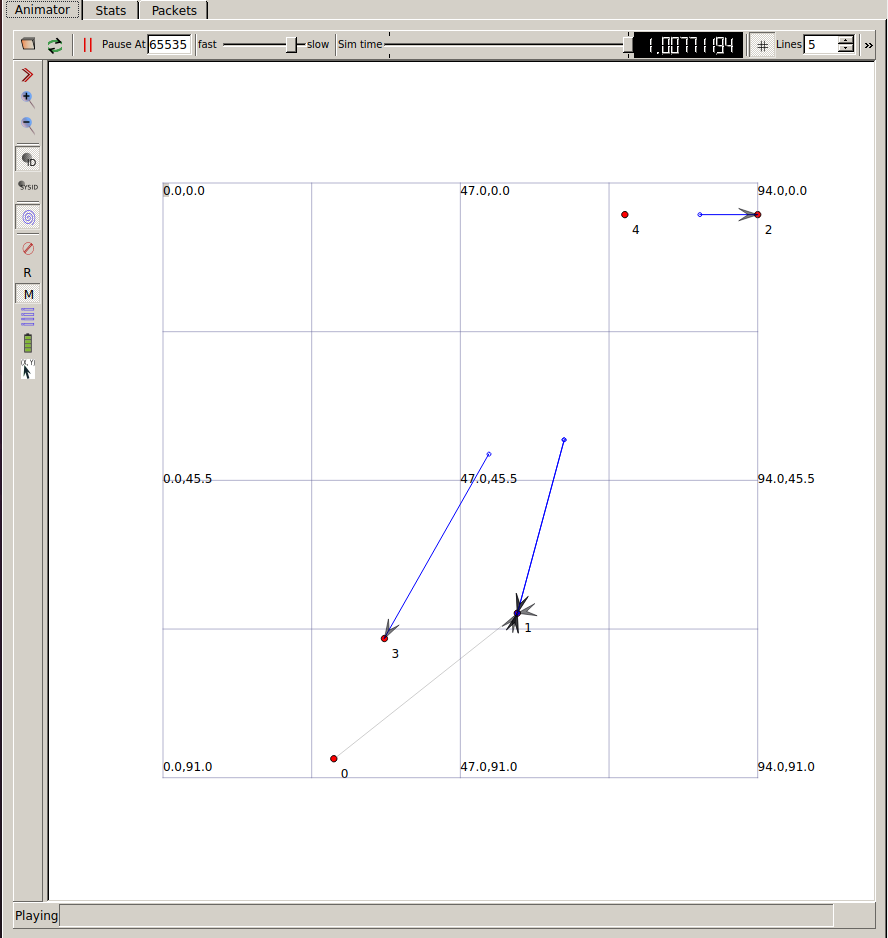 Animator Stats Packets
Pause At 65535 fast slow Sim time 1.00771194 Lines 5 »
ID
SYSID
R
M
(X, Y)
0.0,0.0 47.0,0.0 94.0,0.0
4 2
0.0,45.5 47.0,45.5 94.0,45.5
1
3
0.0,91.0 47.0,91.0 94.0,91.0
0
Playing